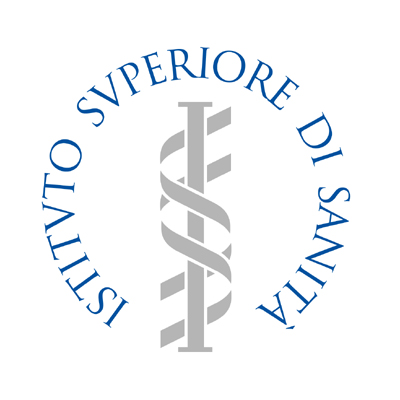 ISTITVTO SVPERIORE DI SANITÀ